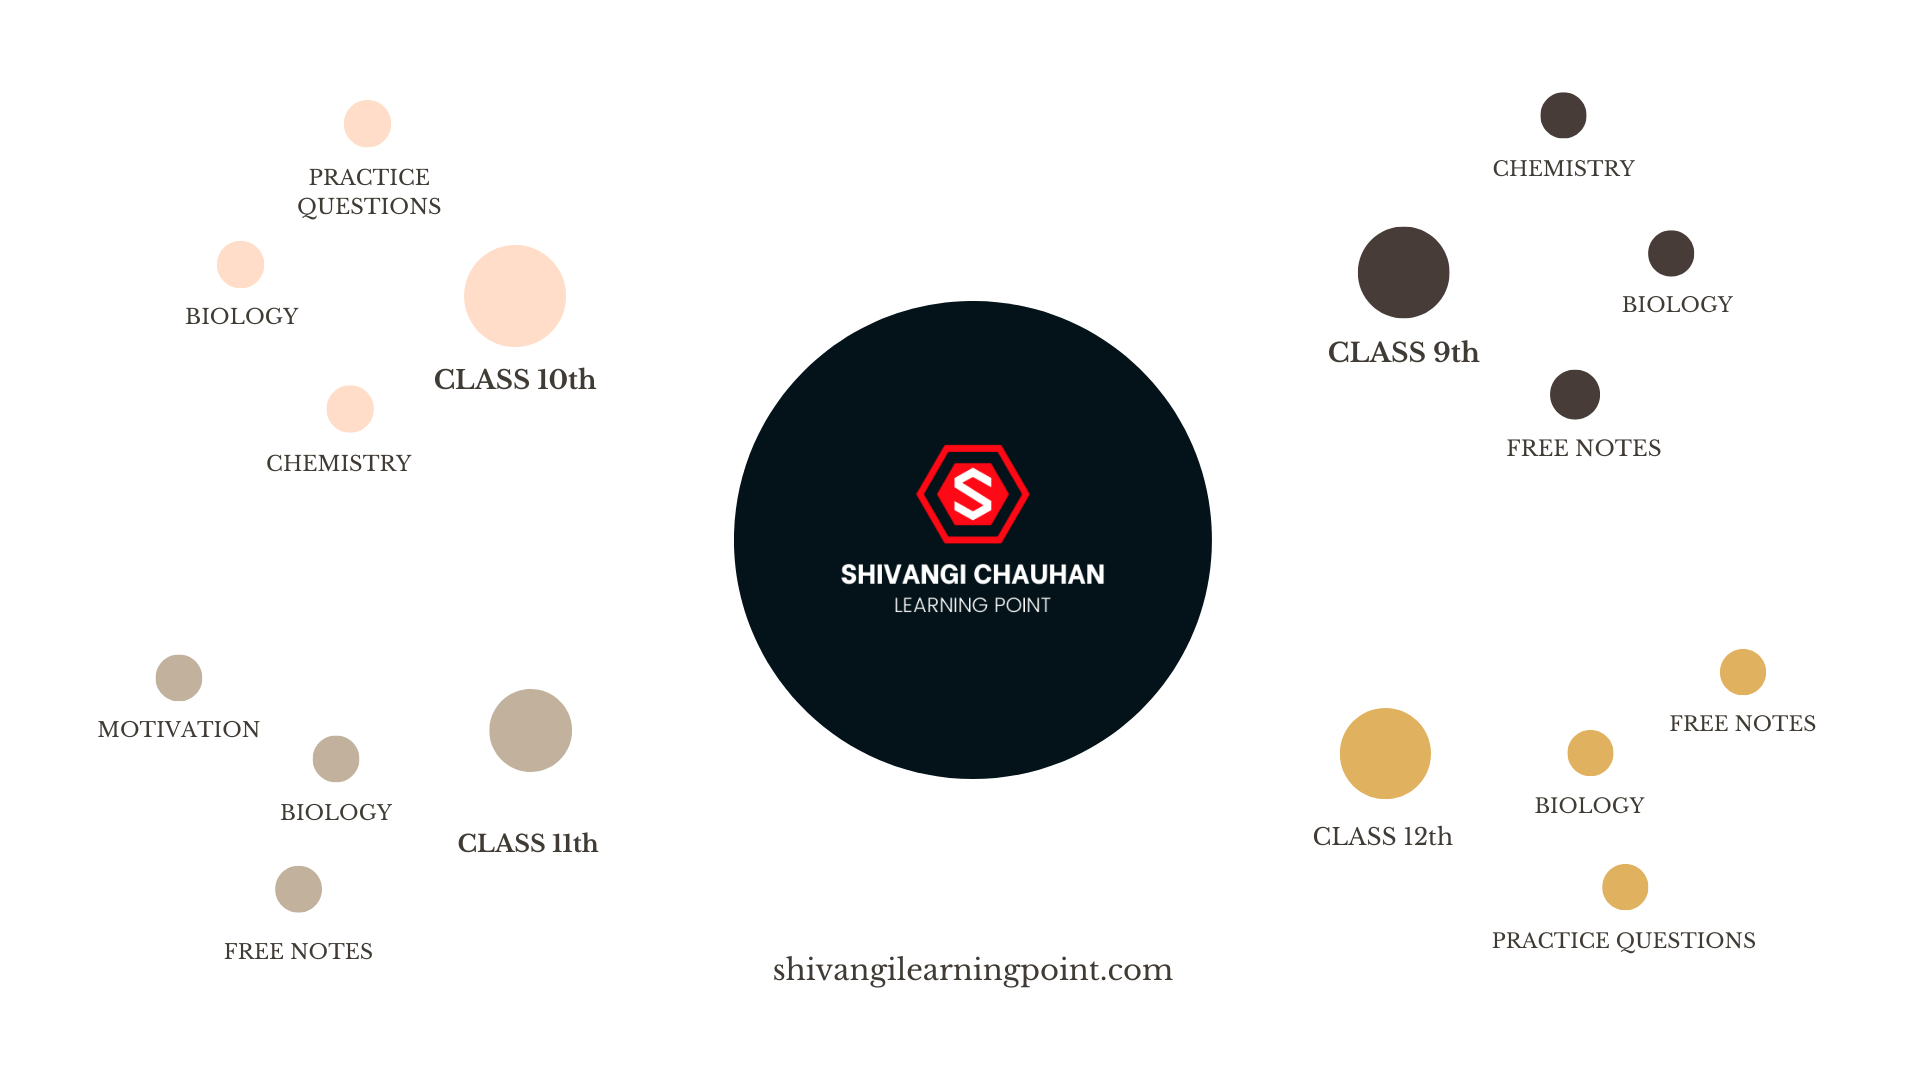 PRACTICE
QUESTIONS
BIOLOGY
CHEMISTRY
CLASS 10th
CHEMISTRY
BIOLOGY
CLASS 9th
FREE NOTES
S
SHIVANGI CHAUHAN
LEARNING POINT
MOTIVATION
BIOLOGY
CLASS 11th
FREE NOTES
FREE NOTES
BIOLOGY
CLASS 12th
PRACTICE QUESTIONS
shivangilearningpoint.com